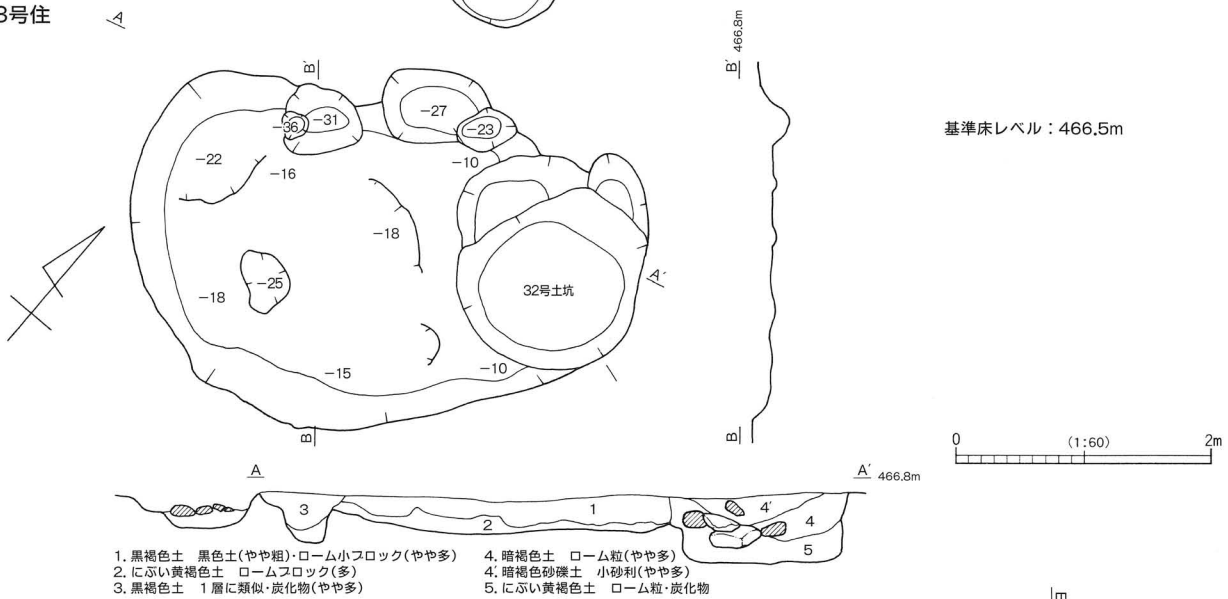 号住
A
B′
B′ 466.8m
-27
-36
-31
-23
基準床レベル：466.5m
-22
-10
-16
-18
A′
-25
32号土坑
-18
-15
-10
B
B
0 (1:60) 2m
A
A′ 466.8m
3
1
4′
2
4
5
1. 黒褐色土 黒色土(やや粗)・ローム小ブロック(やや多)
2. にぶい黄褐色土 ロームブロック(多)
3. 黒褐色土 1層に類似・炭化物(やや多)
4. 暗褐色土 ローム粒(やや多)
4′. 暗褐色砂礫土 小砂利(やや多)
5. にぶい黄褐色土 ローム粒・炭化物
E